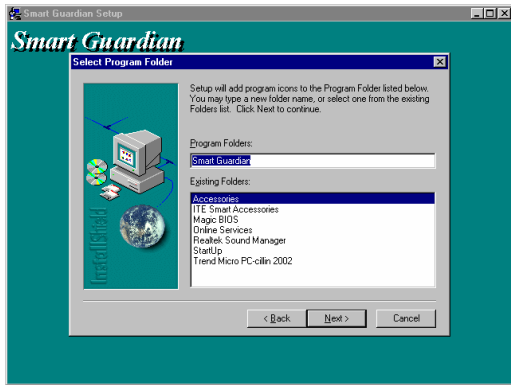 Smart Guardian Setup
Smart Guardian
Select Program Folder
Setup will add program icons to the Program Folder listed below.
You may type a new folder name, or select one from the existing
Folders list. Click Next to continue.
Program Folders:
Smart Guardian
Existing Folders:
Accessories
ITE Smart Accessories
Magic BIOS
Online Services
Realtek Sound Manager
StartUp
Trend Micro PC-cillin 2002
InstallShield
< Back
Next >
Cancel